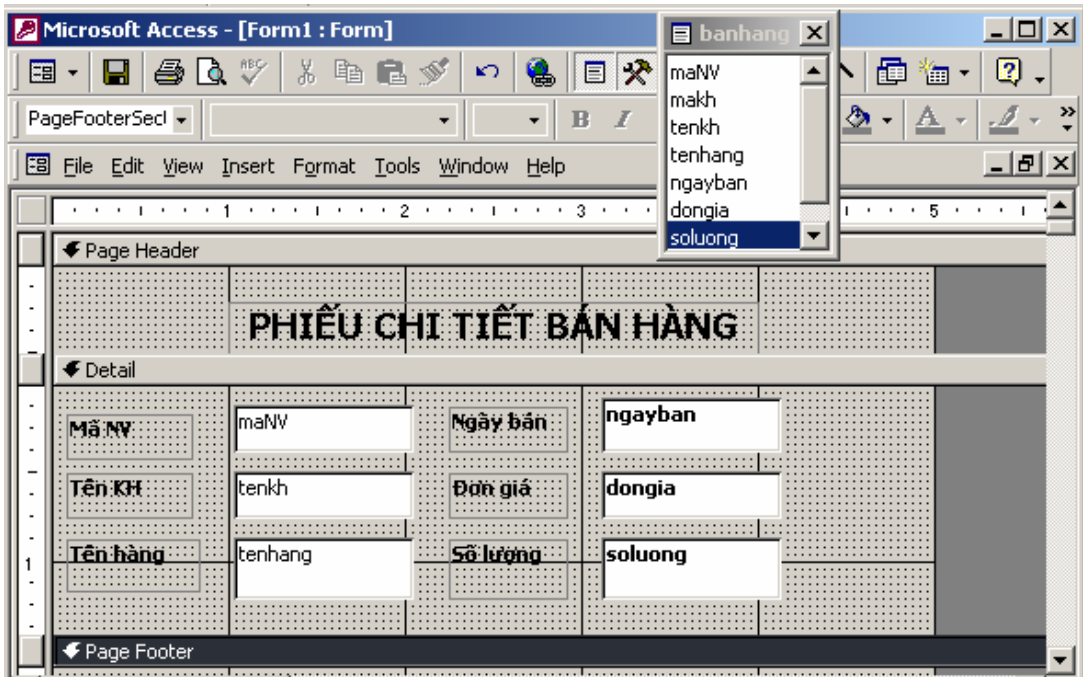 Microsoft Access - [Form1 : Form]
banhang
maNV
makh
tenkh
tenhang
ngayban
dongia
soluong
ABC
PageFooterSecl
B I A
File Edit View Insert Format Tools Window Help
1 2 3 5
Page Header
PHIẾU CHI TIẾT BÁN HÀNG
Detail
Mã NV maNV Ngày bán ngayban
Tên KH tenkh Đơn giá dongia
Tên hàng tenhang Số lượng soluong
1
Page Footer